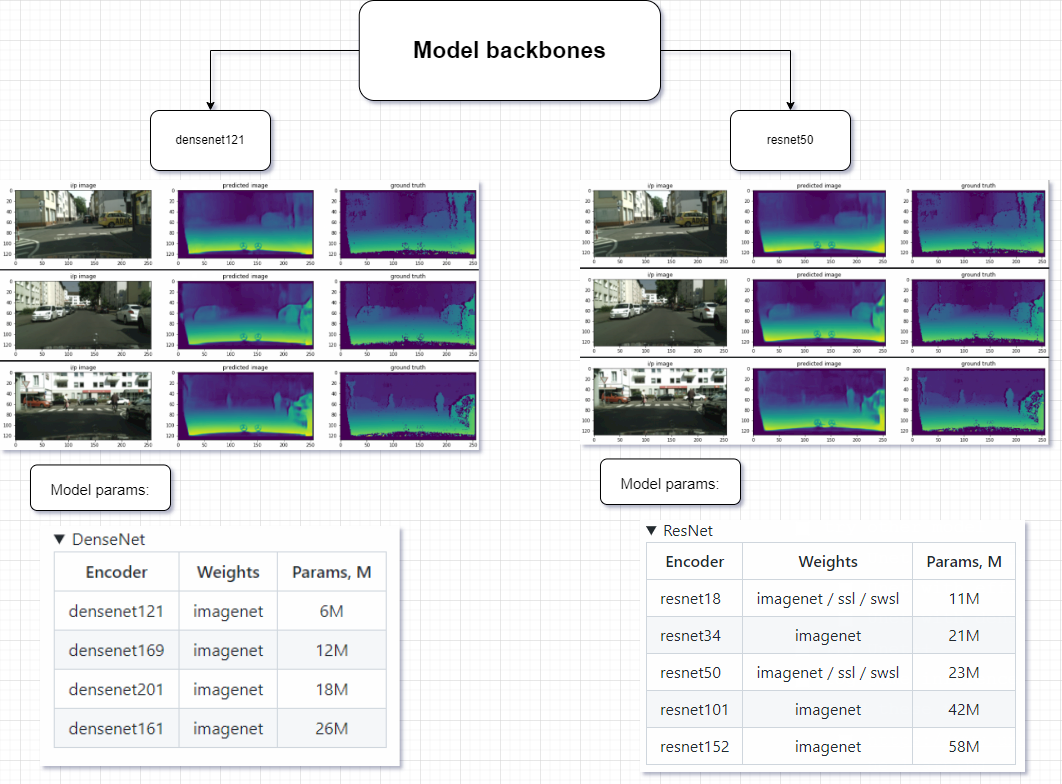 Model backbones
densenet121
resnet50
i/p image
predicted image
ground truth
i/p image
predicted image
ground truth
i/p image
predicted image
ground truth
i/p image
predicted image
ground truth
i/p image
predicted image
ground truth
i/p image
predicted image
ground truth
Model params:
Model params:
▼ DenseNet
Encoder Weights Params, M
densenet121 imagenet 6M
densenet169 imagenet 12M
densenet201 imagenet 18M
densenet161 imagenet 26M
▼ ResNet
Encoder Weights Params, M
resnet18 imagenet / ssl / swsl 11M
resnet34 imagenet 21M
resnet50 imagenet / ssl / swsl 23M
resnet101 imagenet 42M
resnet152 imagenet 58M